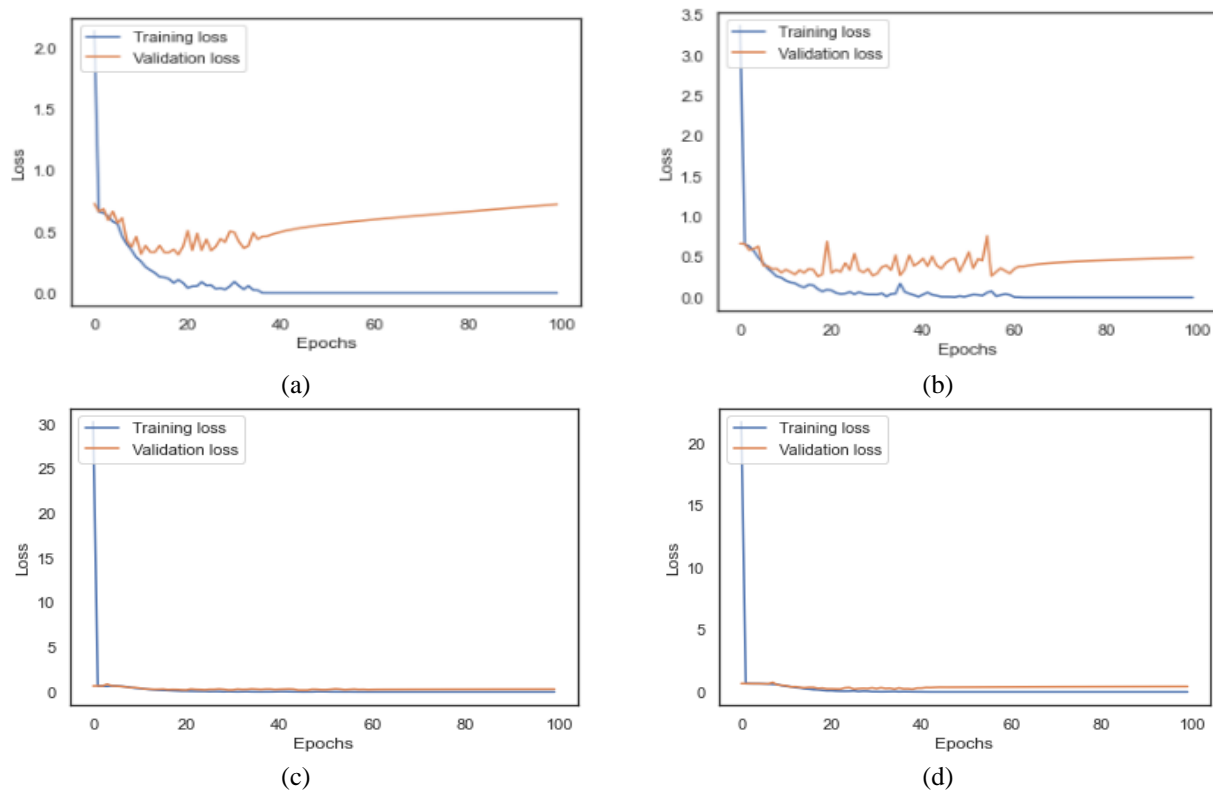 Training loss
Validation loss
2.0
1.5
1.0
0.5
0.0
Loss
0 20 40 60 80 100
Epochs
(a)
Training loss
Validation loss
3.5
3.0
2.5
2.0
1.5
1.0
0.5
0.0
Loss
0 20 40 60 80 100
Epochs
(b)
Training loss
Validation loss
30
25
20
15
10
5
0
Loss
0 20 40 60 80 100
Epochs
(c)
Training loss
Validation loss
20
15
10
5
0
Loss
0 20 40 60 80 100
Epochs
(d)